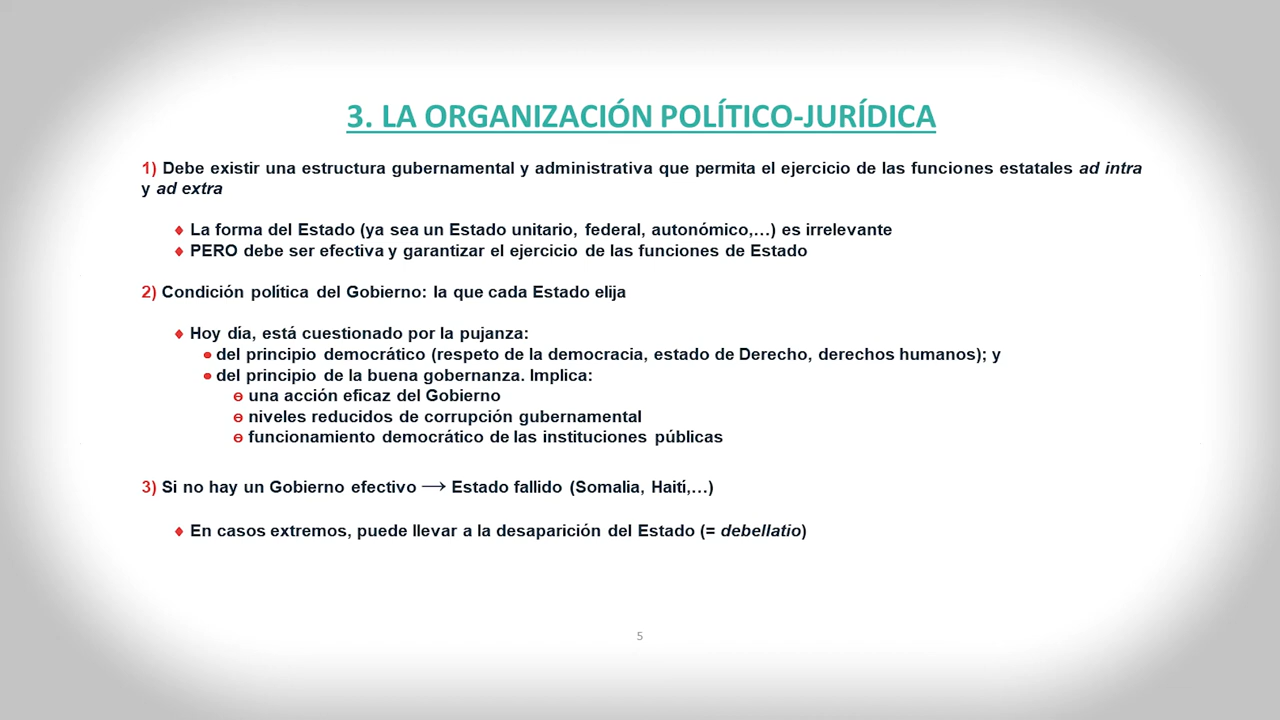 3. LA ORGANIZACIÓN POLÍTICO-JURÍDICA
1) Debe existir una estructura gubernamental y administrativa que permita el ejercicio de las funciones estatales ad intra
y ad extra
♦ La forma del Estado (ya sea un Estado unitario, federal, autonómico,...) es irrelevante
♦ PERO debe ser efectiva y garantizar el ejercicio de las funciones de Estado
2) Condición política del Gobierno: la que cada Estado elija
♦ Hoy día, está cuestionado por la pujanza:
• del principio democrático (respeto de la democracia, estado de Derecho, derechos humanos); y
• del principio de la buena gobernanza. Implica:
⊖ una acción eficaz del Gobierno
⊖ niveles reducidos de corrupción gubernamental
⊖ funcionamiento democrático de las instituciones públicas
3) Si no hay un Gobierno efectivo → Estado fallido (Somalia, Haití,...)
♦ En casos extremos, puede llevar a la desaparición del Estado (= debellatio)
5